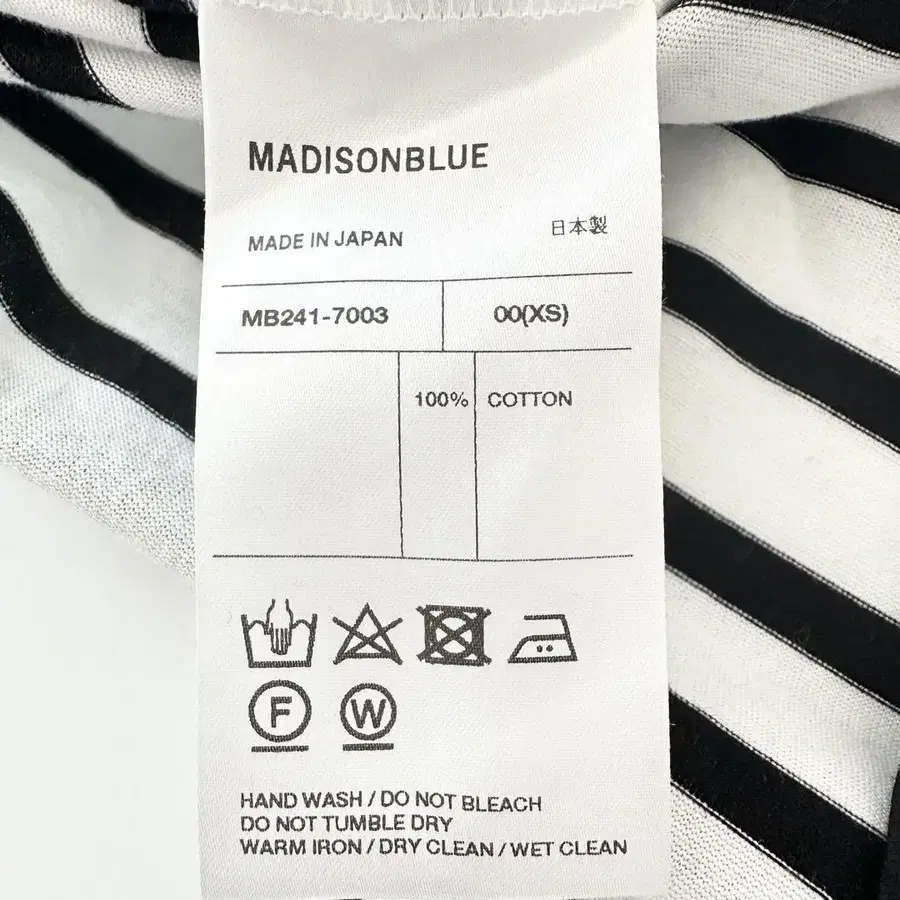 MADISONBLUE
MADE IN JAPAN 日本製
MB241-7003 00(XS)
100% COTTON
F W
HAND WASH / DO NOT BLEACH
DO NOT TUMBLE DRY
WARM IRON / DRY CLEAN / WET CLEAN